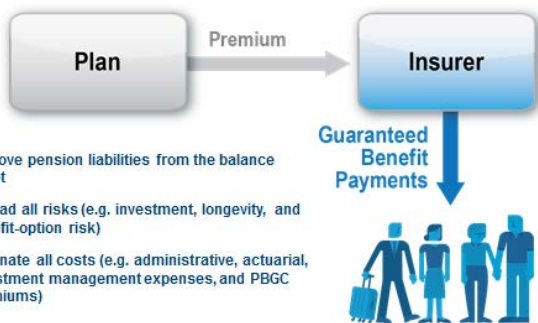 Plan
Premium
Insurer
Guaranteed
Benefit
Payments
ove pension liabilities from the balance
t
ad all risks (e.g. investment, longevity, and
fit-option risk)
nate all costs (e.g. administrative, actuarial,
stment management expenses, and PBGC
niums)